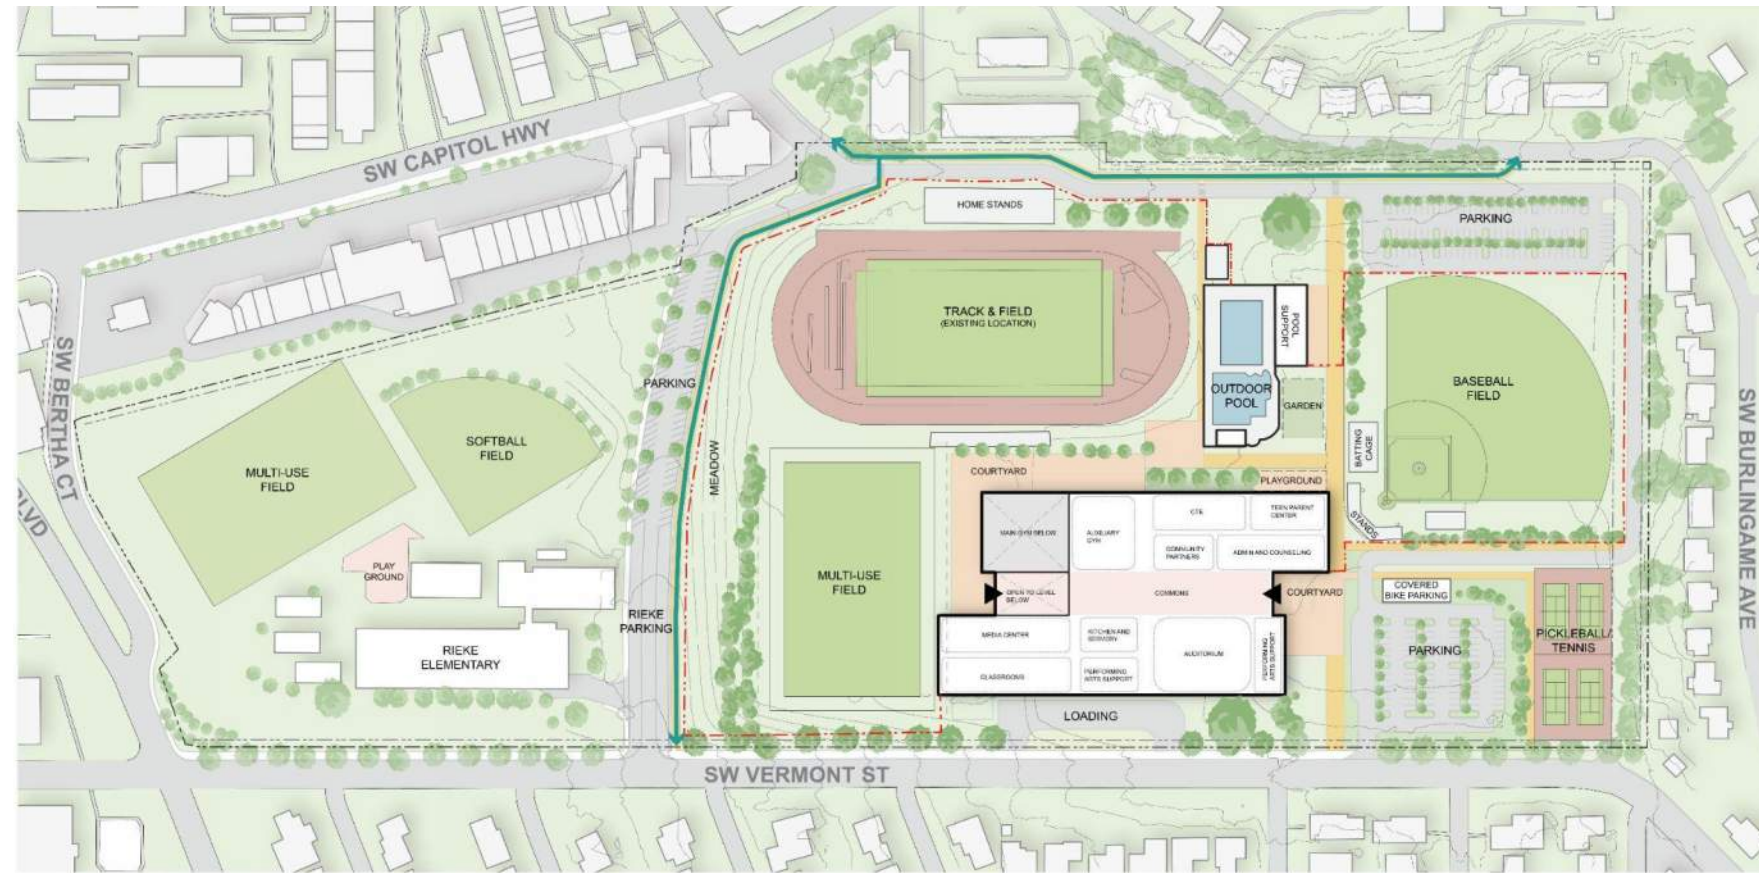 SW CAPITOL HWY
HOME STANDS
PARKING
TRACK & FIELD
(EXISTING LOCATION)
POOL
SUPPORT
OUTDOOR
POOL
GARDEN
BASEBALL
FIELD
SW BERTHA CT
BLVD
SW BURLINGAME AVE
PARKING
MEADOW
SOFTBALL
FIELD
MULTI-USE
FIELD
BATTING
CAGE
COURTYARD
PLAYGROUND
STANDS
MAIN GYM BELOW
AUXILIARY
GYM
CTE
TEEN PARENT
CENTER
COMMUNITY
PARTNERS
ADMIN AND COUNSELING
PLAY
GROUND
MULTI-USE
FIELD
OPEN TO LEVEL
BELOW
COMMONS
COURTYARD
COVERED
BIKE PARKING
RIEKE
PARKING
RIEKE
ELEMENTARY
MEDIA CENTER
KITCHEN AND
SERVERY
AUDITORIUM
PERFORMING
ARTS SUPPORT
PARKING
PICKLEBALL/
TENNIS
CLASSROOMS
PERFORMING
ARTS SUPPORT
LOADING
SW VERMONT ST